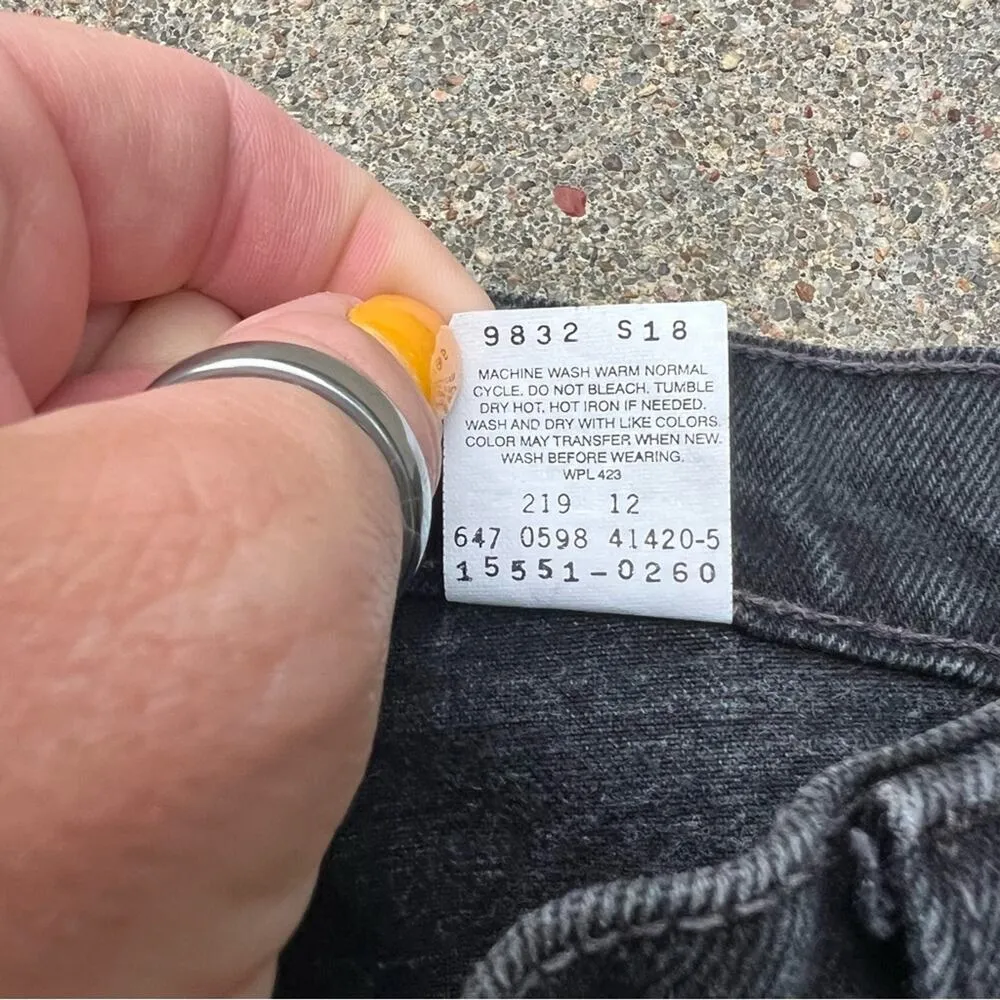 9832 S18
MACHINE WASH WARM NORMAL
CYCLE. DO NOT BLEACH. TUMBLE
DRY HOT, HOT IRON IF NEEDED.
WASH AND DRY WITH LIKE COLORS.
COLOR MAY TRANSFER WHEN NEW.
WASH BEFORE WEARING.
WPL 423
219 12
647 0598 41420-5
15551-0260